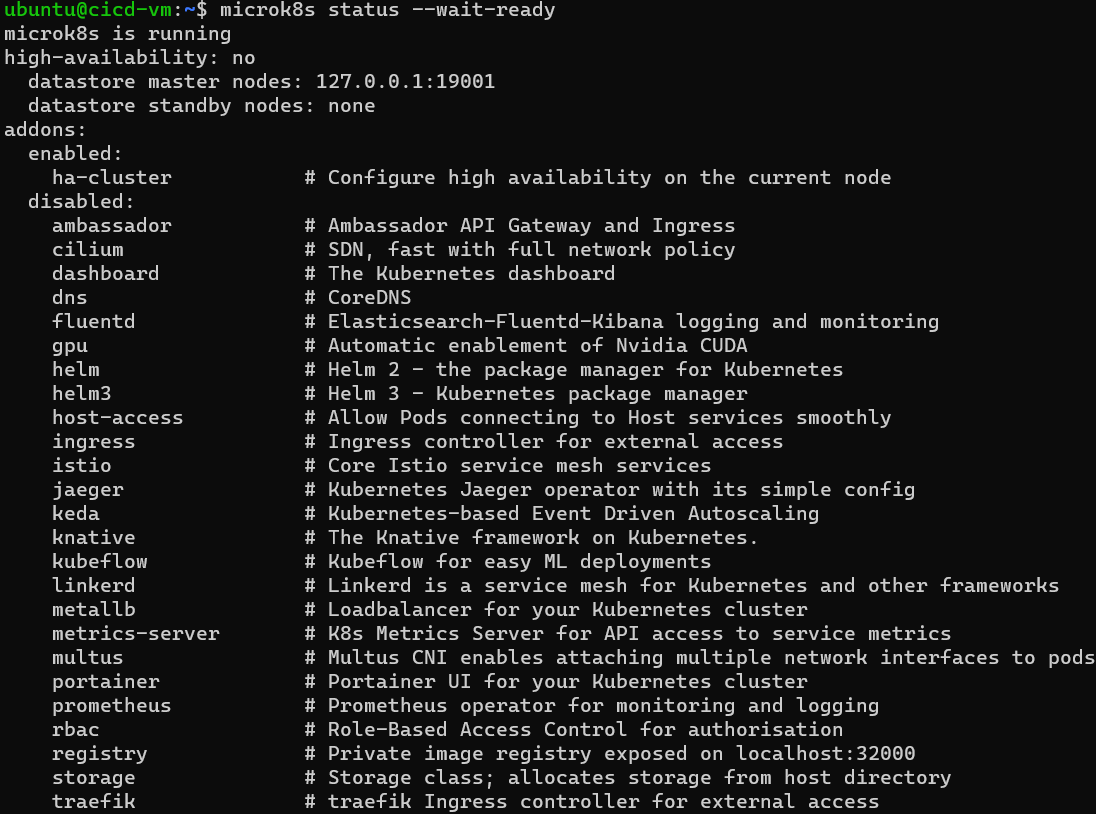 ubuntu@cicd-vm:~$ microk8s status --wait-ready
microk8s is running
high-availability: no
  datastore master nodes: 127.0.0.1:19001
  datastore standby nodes: none
addons:
  enabled:
    ha-cluster           # Configure high availability on the current node
  disabled:
    ambassador           # Ambassador API Gateway and Ingress
    cilium               # SDN, fast with full network policy
    dashboard            # The Kubernetes dashboard
    dns                  # CoreDNS
    fluentd              # Elasticsearch-Fluentd-Kibana logging and monitoring
    gpu                  # Automatic enablement of Nvidia CUDA
    helm                 # Helm 2 - the package manager for Kubernetes
    helm3                # Helm 3 - Kubernetes package manager
    host-access          # Allow Pods connecting to Host services smoothly
    ingress              # Ingress controller for external access
    istio                # Core Istio service mesh services
    jaeger               # Kubernetes Jaeger operator with its simple config
    keda                 # Kubernetes-based Event Driven Autoscaling
    knative              # The Knative framework on Kubernetes.
    kubeflow             # Kubeflow for easy ML deployments
    linkerd              # Linkerd is a service mesh for Kubernetes and other frameworks
    metallb              # Loadbalancer for your Kubernetes cluster
    metrics-server       # K8s Metrics Server for API access to service metrics
    multus               # Multus CNI enables attaching multiple network interfaces to pods
    portainer            # Portainer UI for your Kubernetes cluster
    prometheus           # Prometheus operator for monitoring and logging
    rbac                 # Role-Based Access Control for authorisation
    registry             # Private image registry exposed on localhost:32000
    storage              # Storage class; allocates storage from host directory
    traefik              # traefik Ingress controller for external access